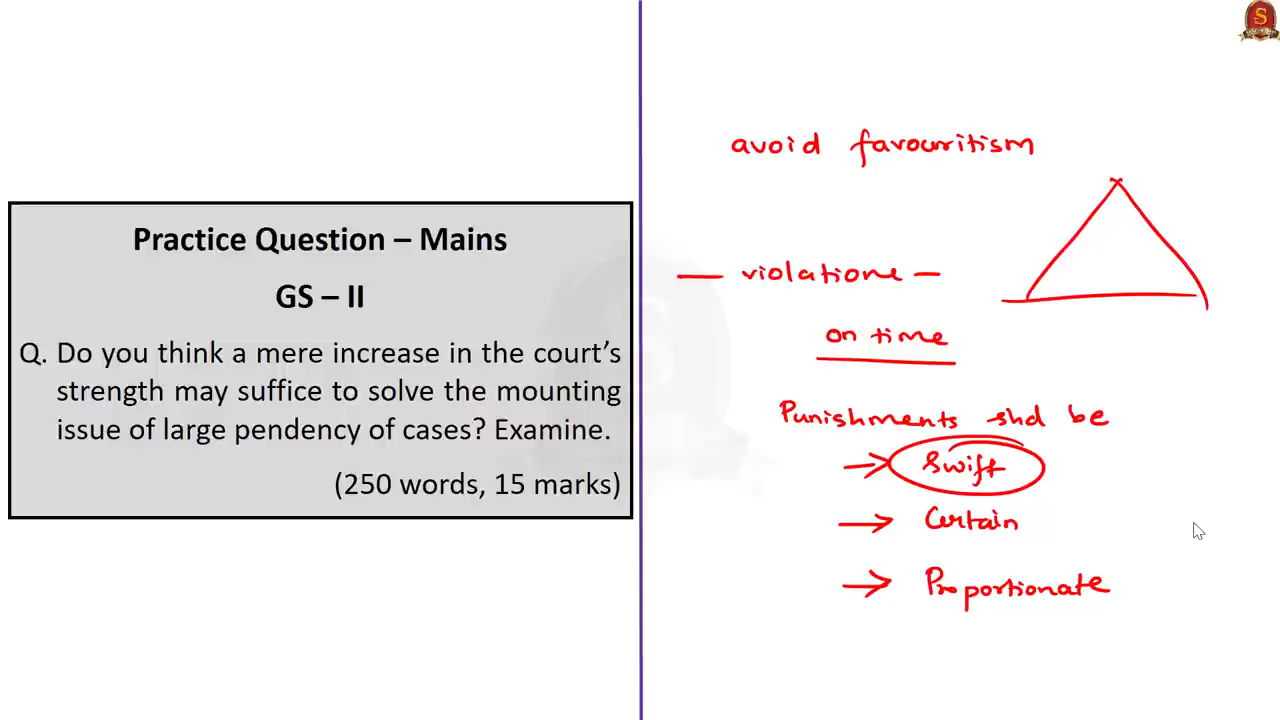 Practice Question – Mains
GS – II
Q. Do you think a mere increase in the court's
strength may suffice to solve the mounting
issue of large pendency of cases? Examine.
(250 words, 15 marks)
avoid favouritism
— violatione —
on time
Punishments shd be
→ Swift
→ Certain
→ Proportionate
S